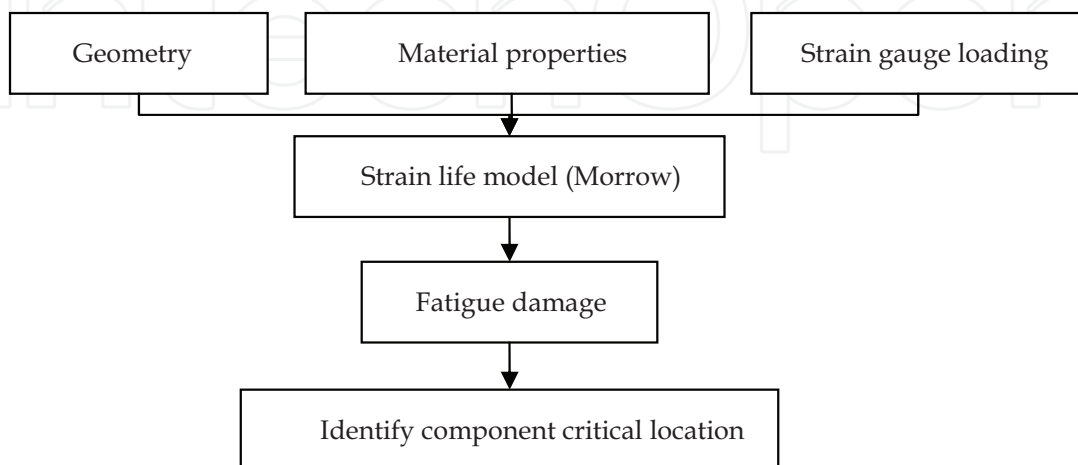 Geometry
Material properties
Strain gauge loading
Strain life model (Morrow)
Fatigue damage
Identify component critical location